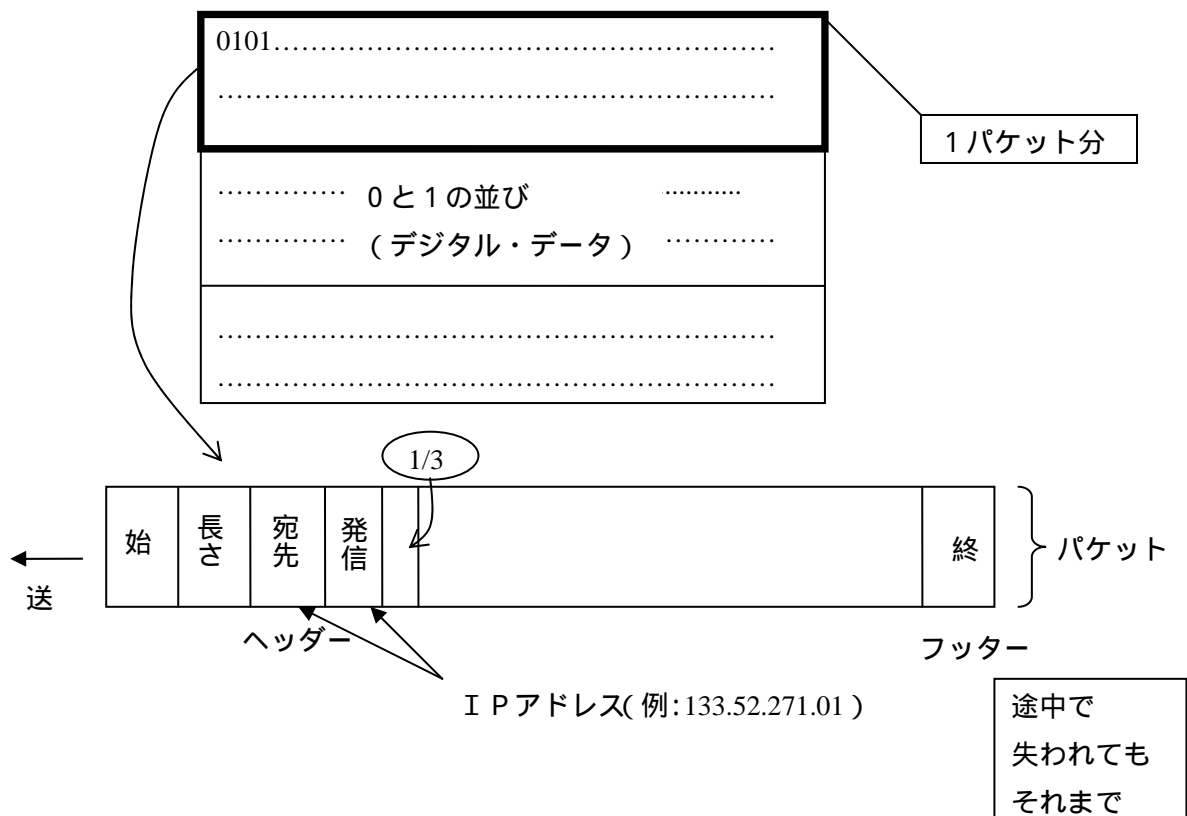 0101………………………………………………
……………………………………………………
1パケット分
…………… 0と1の並び ...........
…………… (デジタル・データ) …………
……………………………………………………
……………………………………………………
1/3
始 長さ 宛先 発信 終 パケット
送
ヘッダー
フッター
IPアドレス(例:133.52.271.01)
途中で
失われても
それまで